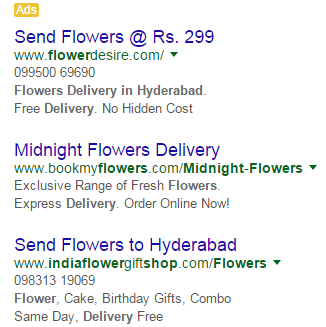 Ads
Send Flowers @ Rs. 299
www.flowerdesire.com/
099500 69690
Flowers Delivery in Hyderabad.
Free Delivery. No Hidden Cost
Midnight Flowers Delivery
www.bookmyflowers.com/Midnight-Flowers
Exclusive Range of Fresh Flowers.
Express Delivery. Order Online Now!
Send Flowers to Hyderabad
www.indiaflowergiftshop.com/Flowers
098313 19069
Flower, Cake, Birthday Gifts, Combo
Same Day, Delivery Free